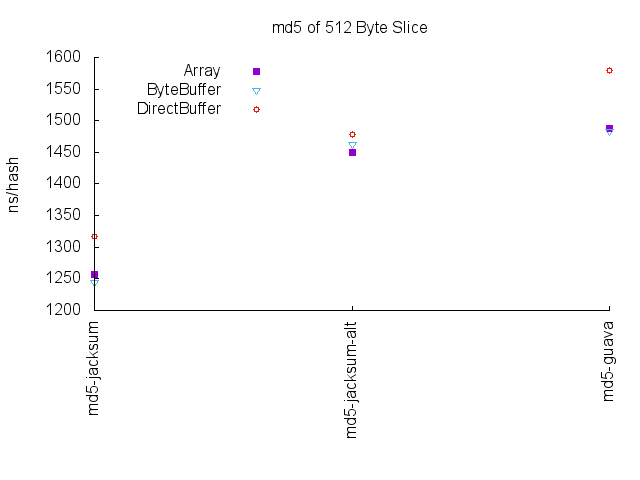 md5 of 512 Byte Slice
1600
1550
1500
1450
1400
1350
1300
1250
1200
ns/hash
Array
ByteBuffer
DirectBuffer
md5-jacksum
md5-jacksum-alt
md5-guava